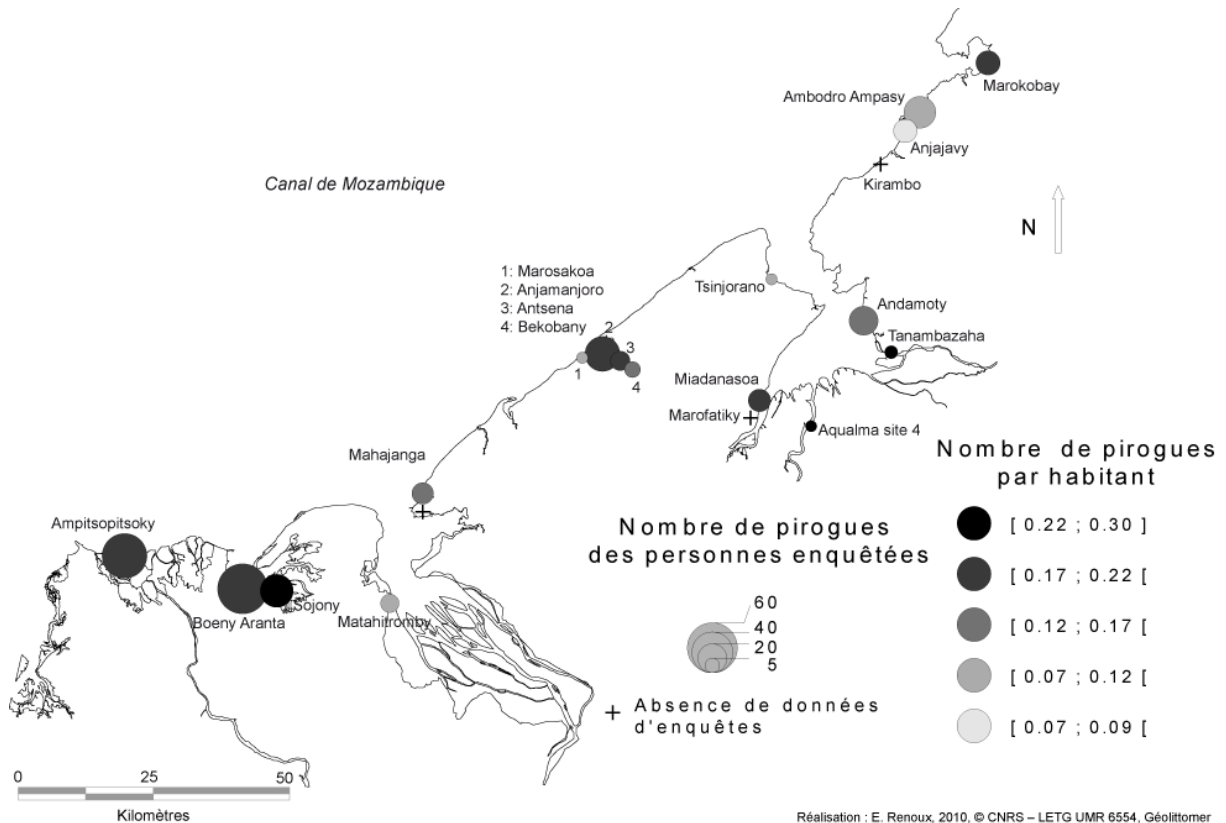 Marokobay
Ambodro Ampasy
Anjajavy
Canal de Mozambique
Kirambo
N
1: Marosakoa
2: Anjamanjoro
3: Antsena
4: Bekobany
Tsinjorano
Andamoty
2
3
1
4
Tanambazaha
Miadanasoa
Marofatiky
Aqualma site 4
Mahajanga
Ampitsopitsoky
Sojony
Boeny Aranta
Matahitromby
Nombre de pirogues
par habitant
[ 0.22 ; 0.30 ]
[ 0.17 ; 0.22 [
[ 0.12 ; 0.17 [
[ 0.07 ; 0.12 [
[ 0.07 ; 0.09 [
Nombre de pirogues
des personnes enquêtées
60
40
20
5
+ Absence de données
d'enquêtes
0 25 50
Kilomètres
Réalisation : E. Renoux, 2010, © CNRS – LETG UMR 6554, Géolittomer